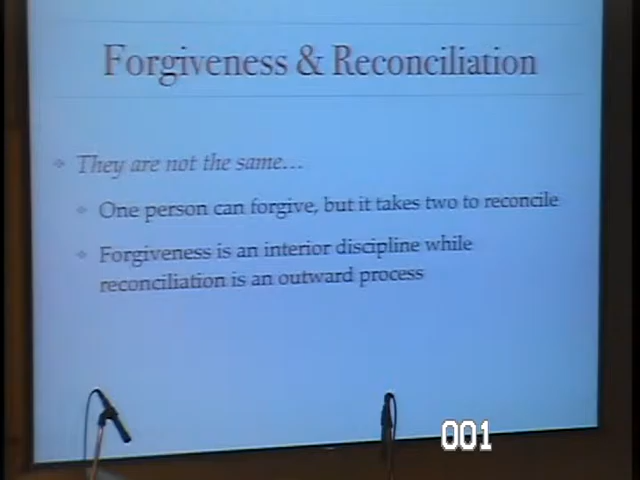 Forgiveness & Reconciliation
They are not the same…
One person can forgive, but it takes two to reconcile
Forgiveness is an interior discipline while
reconciliation is an outward process
001